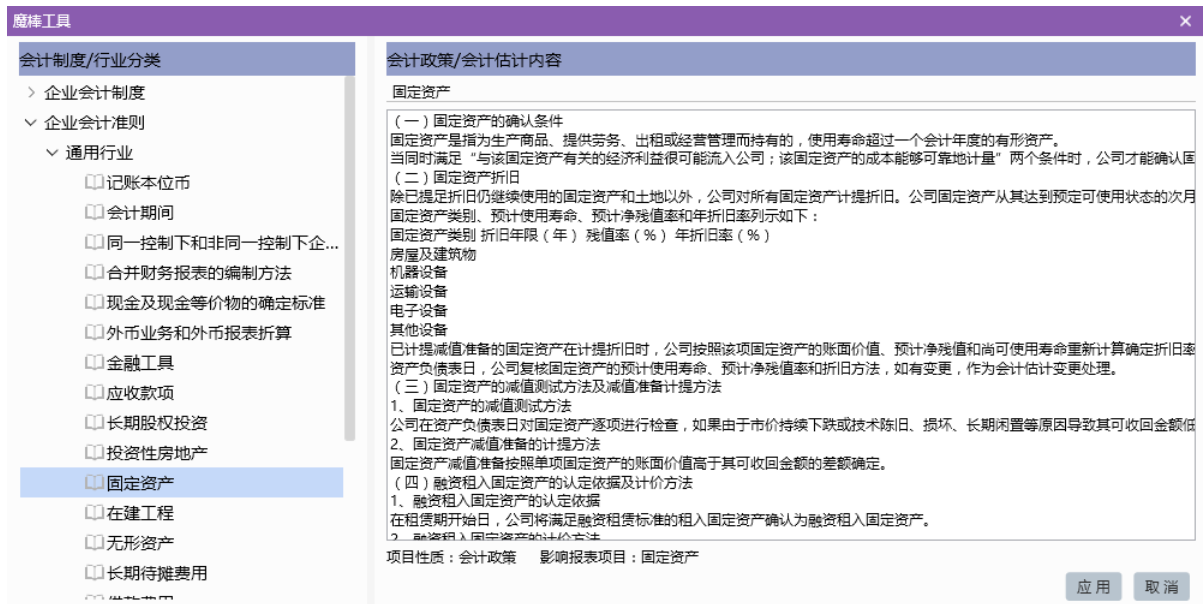 魔棒工具
会计制度/行业分类
企业会计制度
企业会计准则
通用行业
记账本位币
会计期间
同一控制下和非同一控制下企...
合并财务报表的编制方法
现金及现金等价物的确定标准
外币业务和外币报表折算
金融工具
应收款项
长期股权投资
投资性房地产
固定资产
在建工程
无形资产
长期待摊费用
会计政策/会计估计内容
固定资产
（一）固定资产的确认条件
固定资产是指为生产商品、提供劳务、出租或经营管理而持有的，使用寿命超过一个会计年度的有形资产。
当同时满足“与该固定资产有关的经济利益很可能流入公司；该固定资产的成本能够可靠地计量”两个条件时，公司才能确认固
（二）固定资产折旧
除已提足折旧仍继续使用的固定资产和土地以外，公司对所有固定资产计提折旧。公司固定资产从其达到预定可使用状态的次月
固定资产类别、预计使用寿命、预计净残值率和年折旧率列示如下：
固定资产类别 折旧年限（年） 残值率（%） 年折旧率（%）
房屋及建筑物
机器设备
运输设备
电子设备
其他设备
已计提减值准备的固定资产在计提折旧时，公司按照该项固定资产的账面价值、预计净残值和尚可使用寿命重新计算确定折旧率
资产负债表日，公司复核固定资产的预计使用寿命、预计净残值率和折旧方法，如有变更，作为会计估计变更处理。
（三）固定资产的减值测试方法及减值准备计提方法
1、固定资产的减值测试方法
公司在资产负债表日对固定资产逐项进行检查，如果由于市价持续下跌或技术陈旧、损坏、长期闲置等原因导致其可收回金额低
2、固定资产减值准备的计提方法
固定资产减值准备按照单项固定资产的账面价值高于其可收回金额的差额确定。
（四）融资租入固定资产的认定依据及计价方法
1、融资租入固定资产的认定依据
在租赁期开始日，公司将满足融资租赁标准的租入固定资产确认为融资租入固定资产。
2、融资租入固定资产的计价方法
项目性质：会计政策 影响报表项目：固定资产
应用 取消